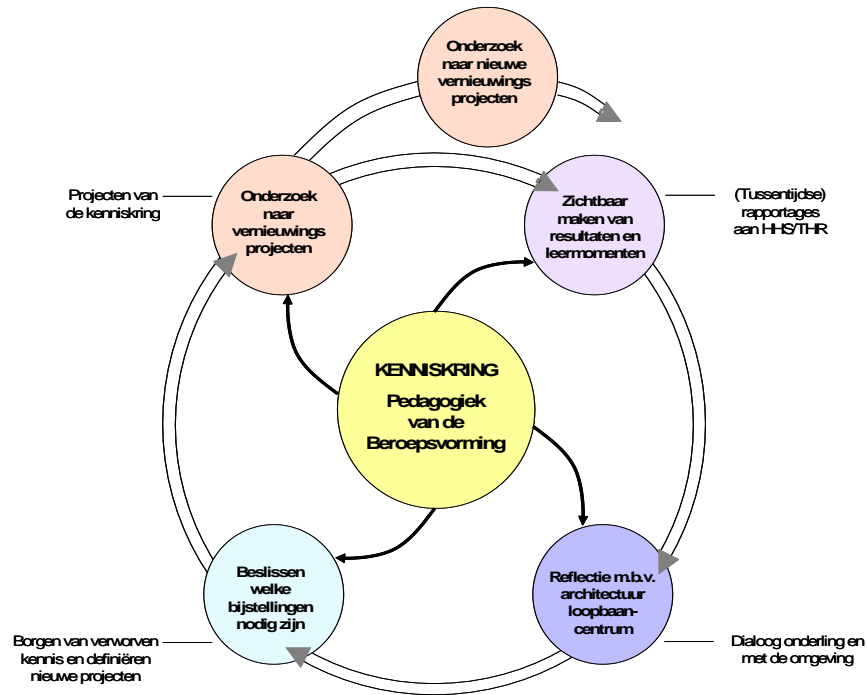 Onderzoek
naar nieuwe
vernieuwings
projecten
Projecten van
de kenniskring
Onderzoek
naar
vernieuwings
projecten
Zichtbaar
maken van
resultaten en
leermomenten
(Tussentijdse)
rapportages
aan HHS/THR
KENNISKRING
Pedagogiek
van de
Beroepsvorming
Beslissen
welke
bijstellingen
nodig zijn
Reflectie m.b.v.
architectuur
loopbaan-
centrum
Borgen van verworven
kennis en definiëren
nieuwe projecten
Dialoog onderling en
met de omgeving